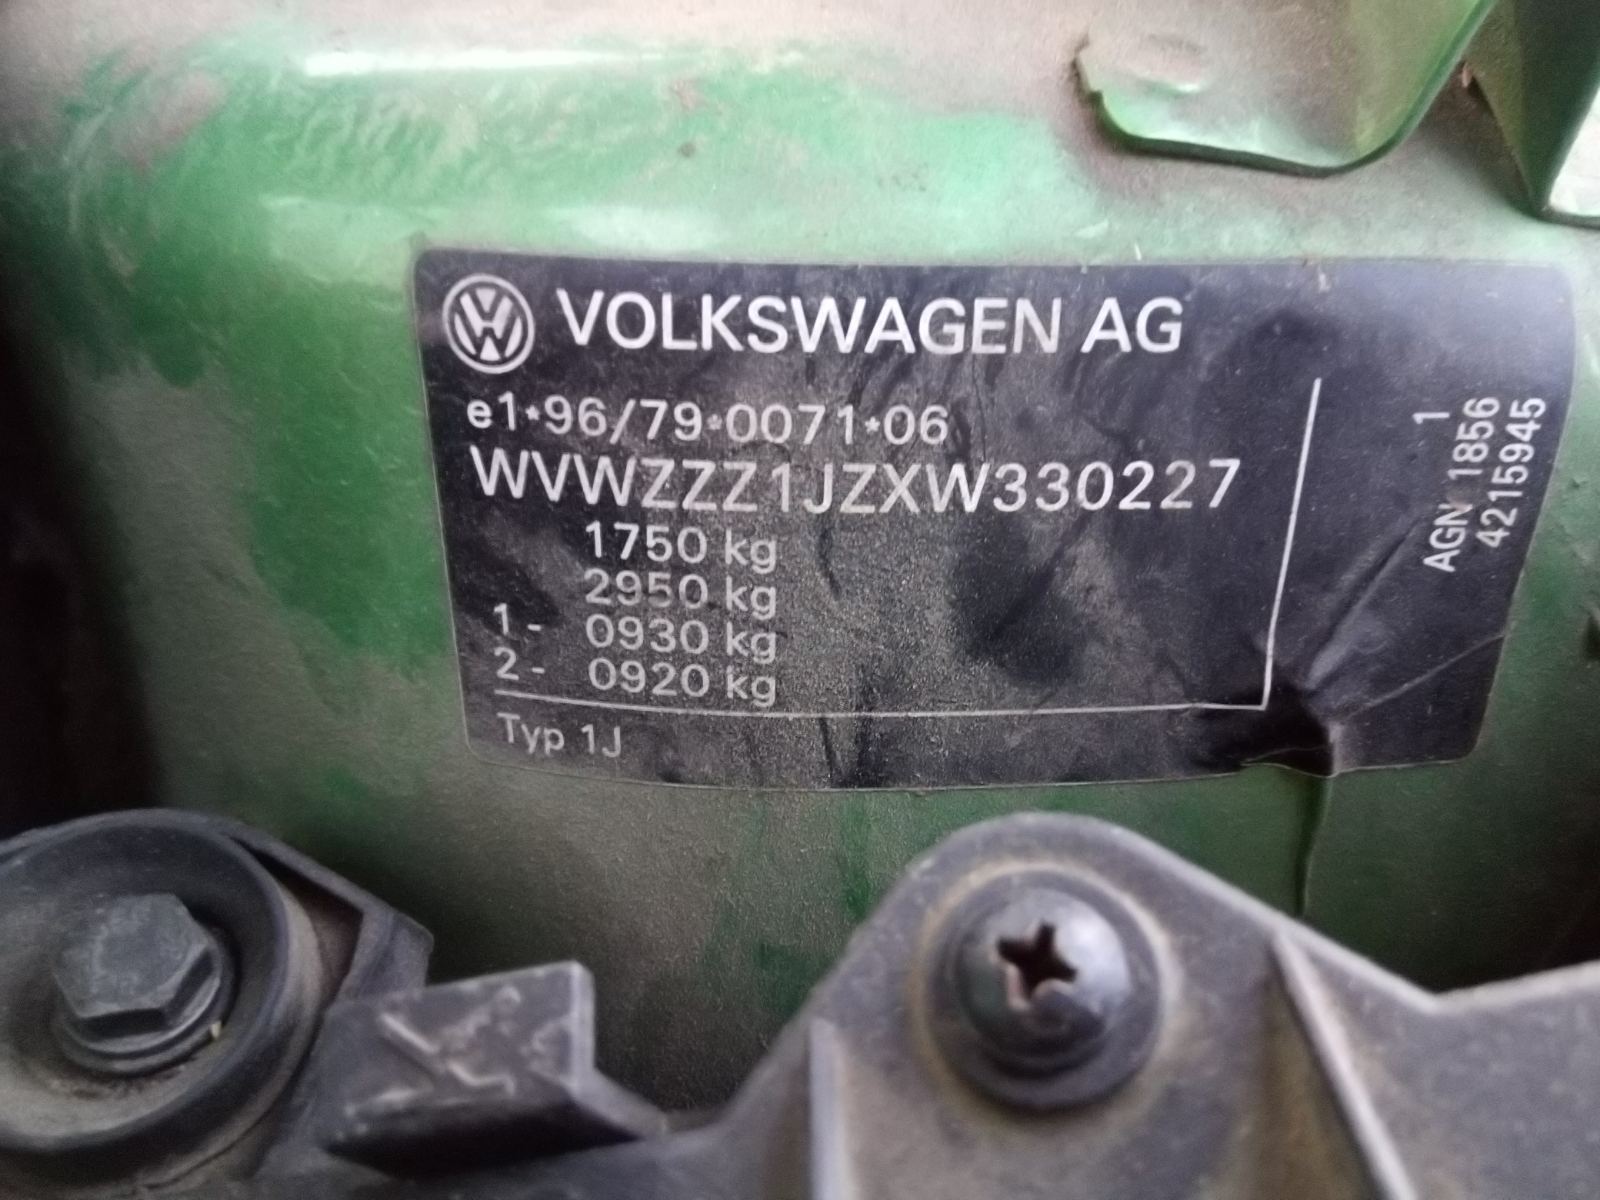 VOLKSWAGEN AG
e1*96/79*0071*06
WVWZZZ1JZXW330227
1750 kg
2950 kg
1- 0930 kg
2- 0920 kg
Typ 1J
1
AGN 1856
4215945